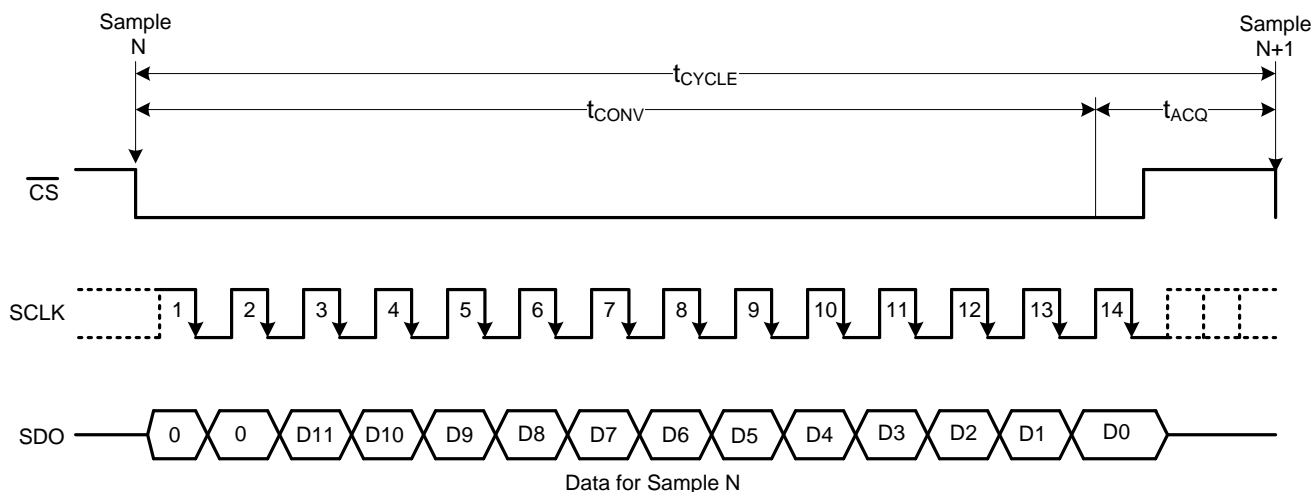 Sample
N
Sample
N+1
tCYCLE
tCONV
tACQ
CS
SCLK
1 2 3 4 5 6 7 8 9 10 11 12 13 14
SDO
0 0 D11 D10 D9 D8 D7 D6 D5 D4 D3 D2 D1 D0
Data for Sample N